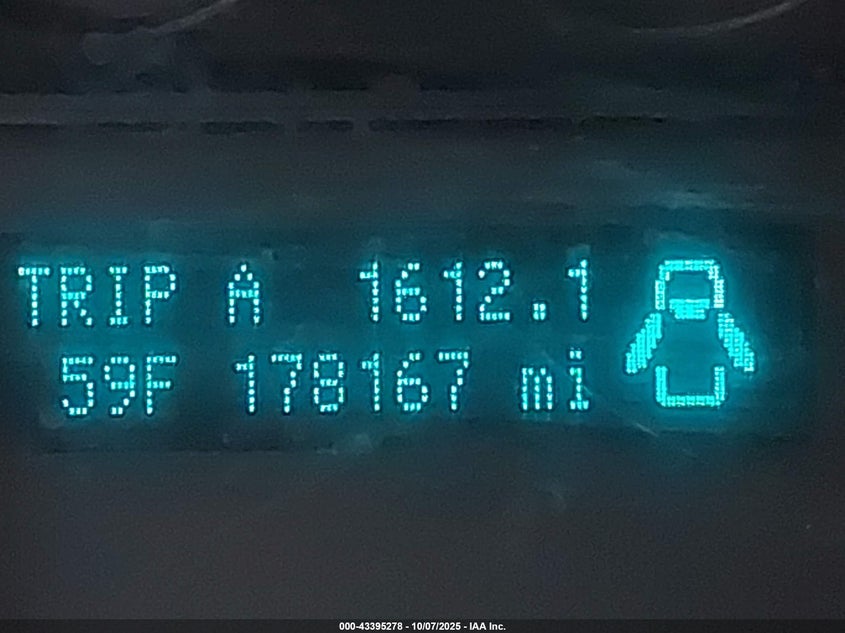 TRIP A 1612.1
59F 178167 mi
000-43395278 - 10/07/2025 - IAA Inc.